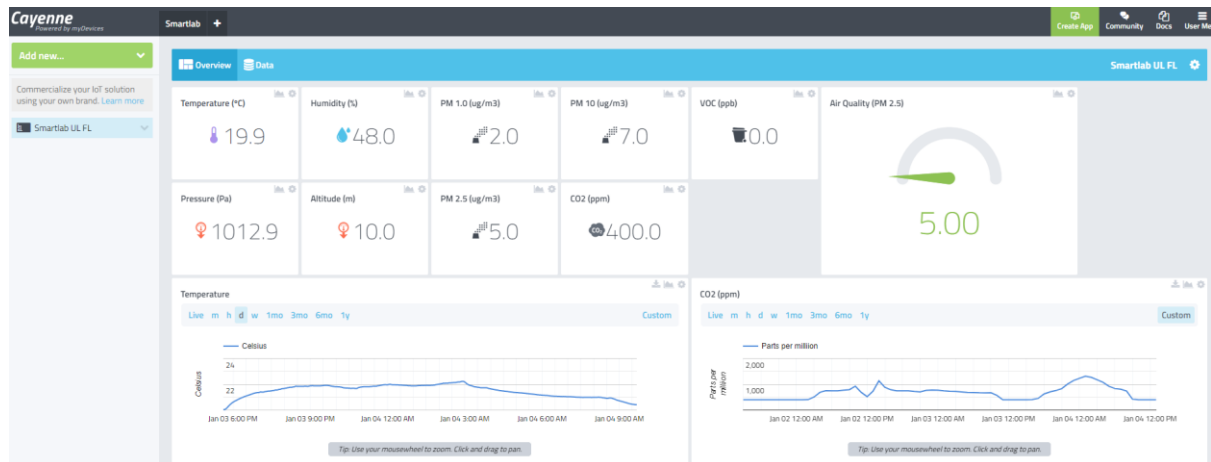 Cayenne
Powered by myDevices
Smartlab +
Create App
Community
Docs
User Me
Add new...
Commercialize your IoT solution
using your own brand. Learn more
Smartlab UL FL
Overview
Data
Smartlab UL FL
Temperature (°C)
19.9
Humidity (%)
48.0
PM 1.0 (ug/m3)
2.0
PM 10 (ug/m3)
7.0
VOC (ppb)
0.0
Air Quality (PM 2.5)
5.00
Pressure (Pa)
1012.9
Altitude (m)
10.0
PM 2.5 (ug/m3)
5.0
CO2 (ppm)
CO₂
400.0
Temperature
Live m h d w 1mo 3mo 6mo 1y
Custom
Celsius
Celsius
24
22
Jan 03 6:00 PM Jan 03 9:00 PM Jan 04 12:00 AM Jan 04 3:00 AM Jan 04 6:00 AM Jan 04 9:00 AM
Tip: Use your mousewheel to zoom. Click and drag to pan.
CO2 (ppm)
Live m h d w 1mo 3mo 6mo 1y
Custom
Parts per million
Parts per
million
2,000
1,000
Jan 02 12:00 AM Jan 02 12:00 PM Jan 03 12:00 AM Jan 03 12:00 PM Jan 04 12:00 AM Jan 04 12:00 PM
Tip: Use your mousewheel to zoom. Click and drag to pan.